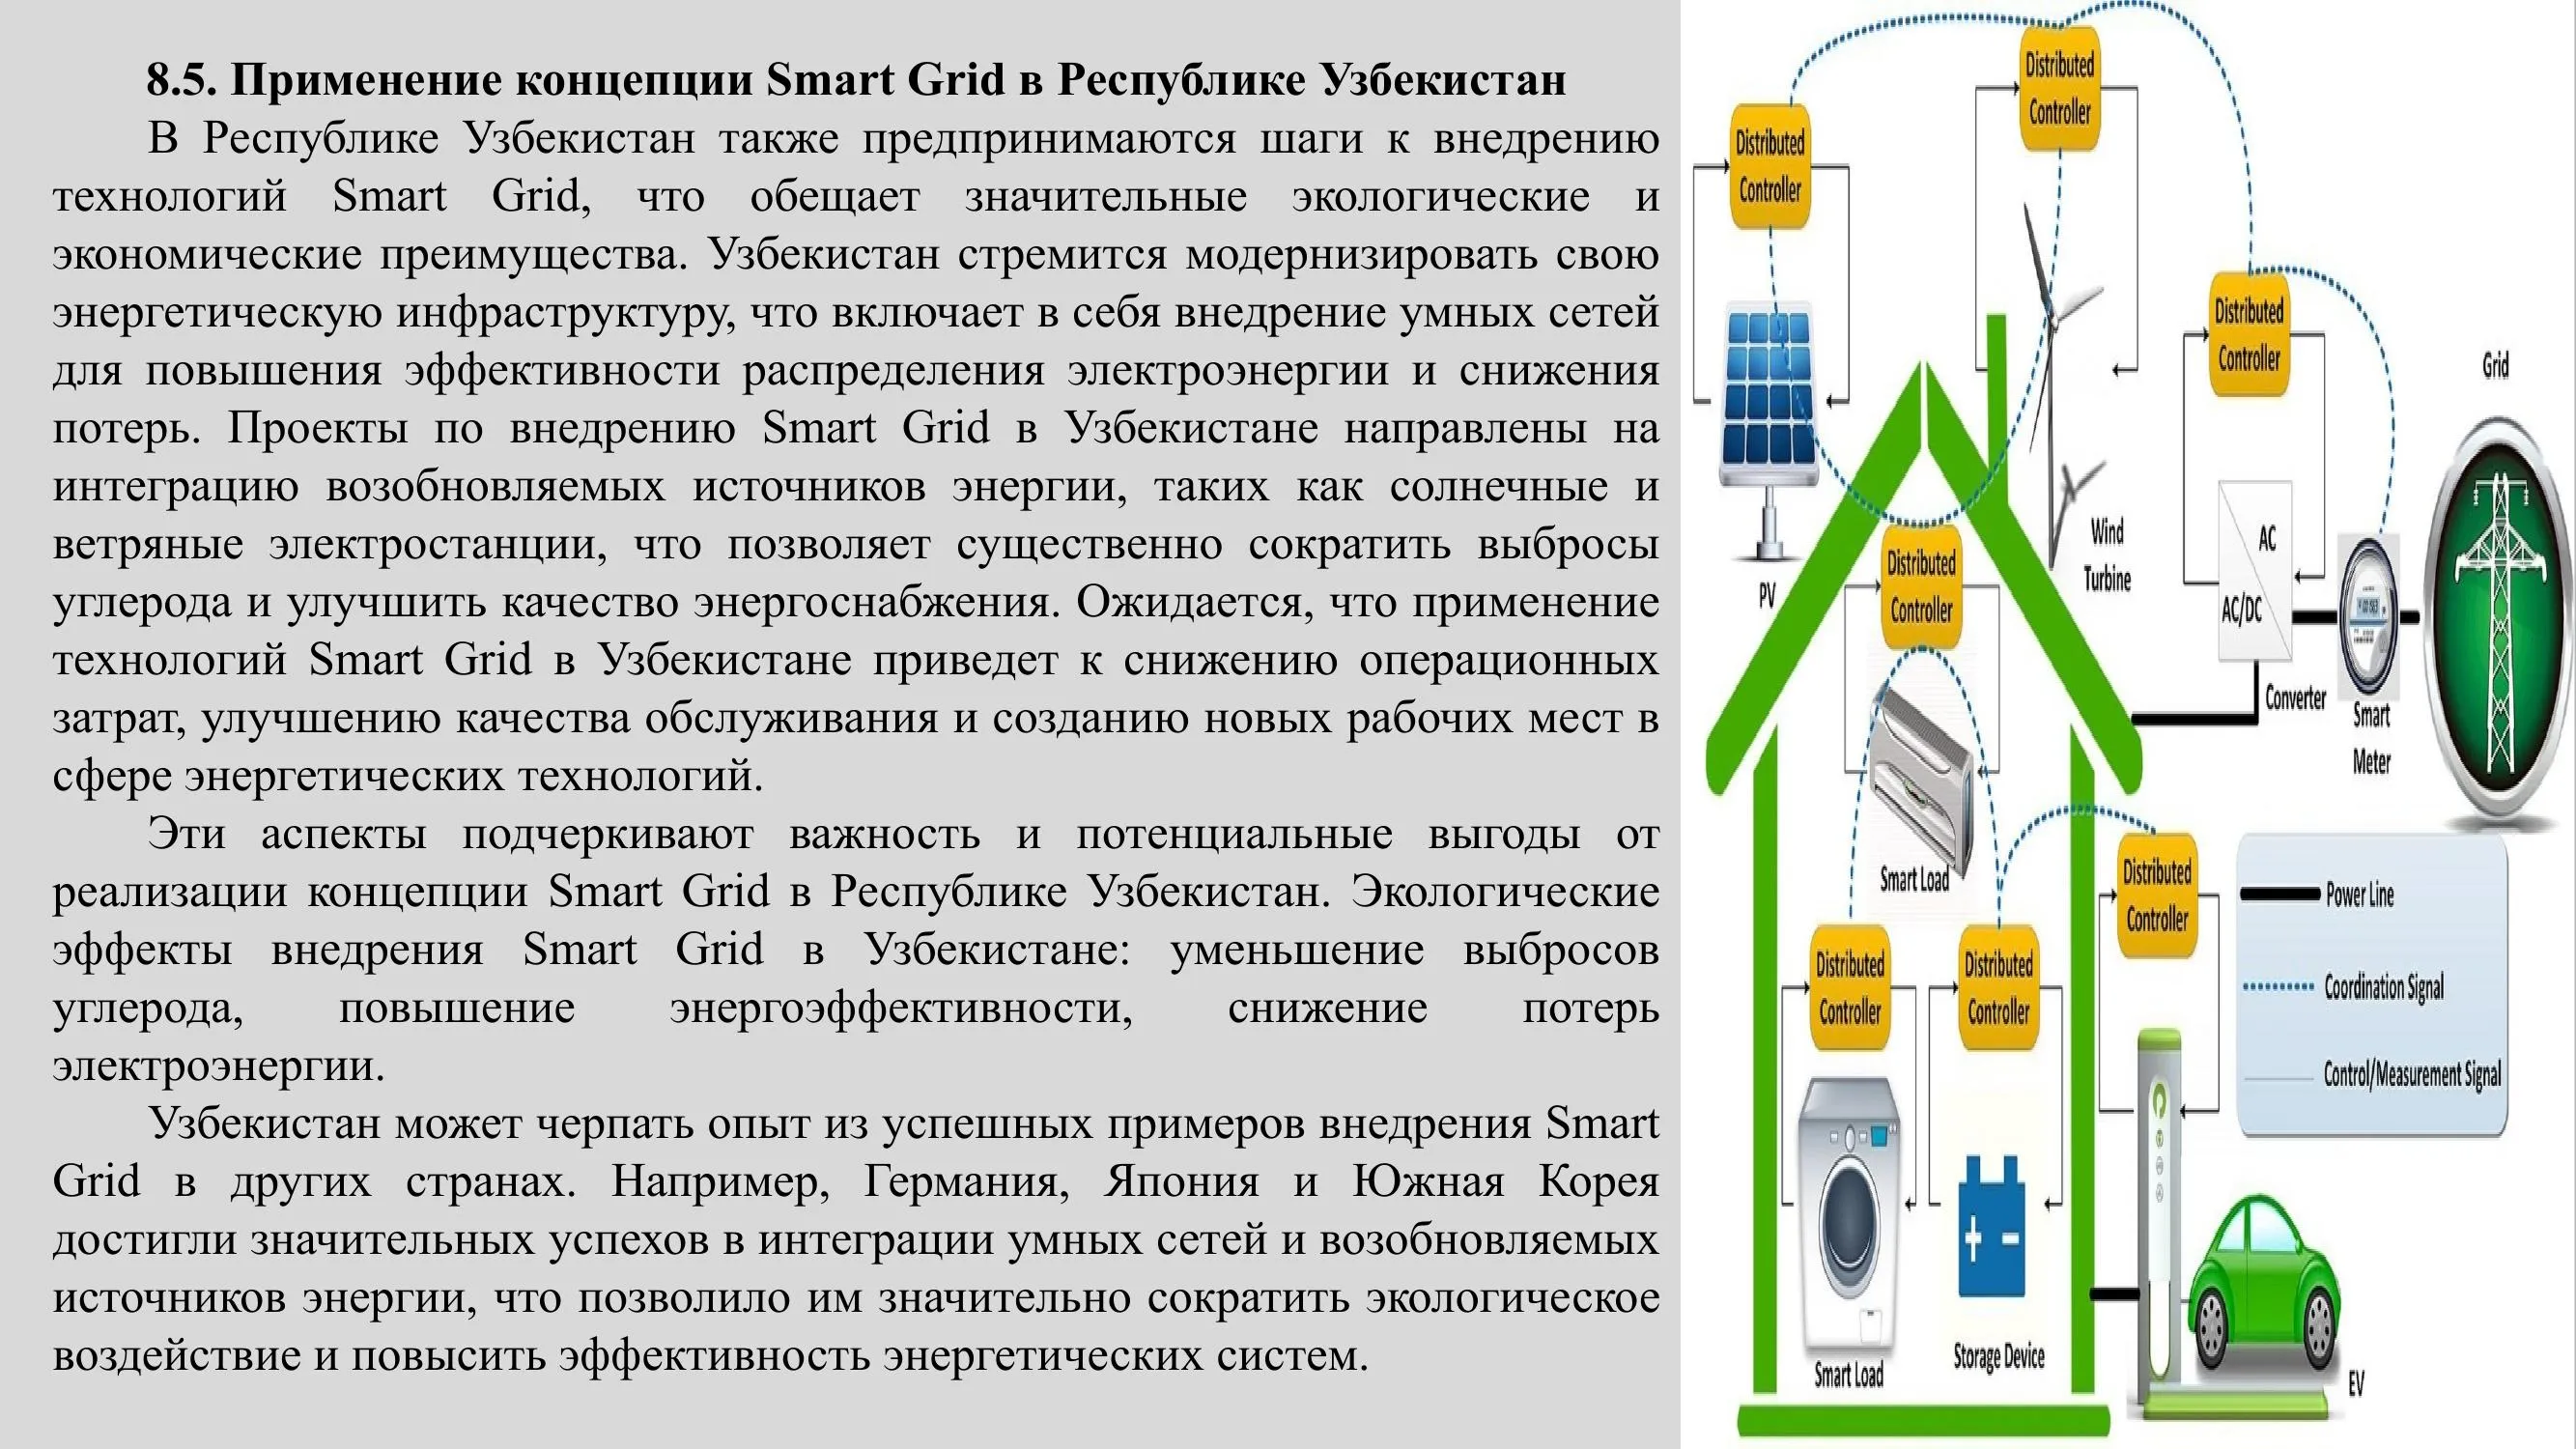 8.5. Применение концепции Smart Grid в Республике Узбекистан
В Республике Узбекистан также предпринимаются шаги к внедрению
технологий Smart Grid, что обещает значительные экологические и
экономические преимущества. Узбекистан стремится модернизировать свою
энергетическую инфраструктуру, что включает в себя внедрение умных сетей
для повышения эффективности распределения электроэнергии и снижения
потерь. Проекты по внедрению Smart Grid в Узбекистане направлены на
интеграцию возобновляемых источников энергии, таких как солнечные и
ветряные электростанции, что позволяет существенно сократить выбросы
углерода и улучшить качество энергоснабжения. Ожидается, что применение
технологий Smart Grid в Узбекистане приведет к снижению операционных
затрат, улучшению качества обслуживания и созданию новых рабочих мест в
сфере энергетических технологий.
Эти аспекты подчеркивают важность и потенциальные выгоды от
реализации концепции Smart Grid в Республике Узбекистан. Экологические
эффекты внедрения Smart Grid в Узбекистане: уменьшение выбросов
углерода, повышение энергоэффективности, снижение потерь
электроэнергии.
Узбекистан может черпать опыт из успешных примеров внедрения Smart
Grid в других странах. Например, Германия, Япония и Южная Корея
достигли значительных успехов в интеграции умных сетей и возобновляемых
источников энергии, что позволило им значительно сократить экологическое
воздействие и повысить эффективность энергетических систем.
Distributed
Controller
Distributed
Controller
Distributed
Controller
Grid
Wind
Turbine
AC
AC/DC
PV
Distributed
Controller
Converter
Smart
Meter
Smart Load
Distributed
Controller
Power Line
Distributed
Controller
Distributed
Controller
Coordination Signal
Control/Measurement Signal
+ -
Storage Device
Smart Load
EV